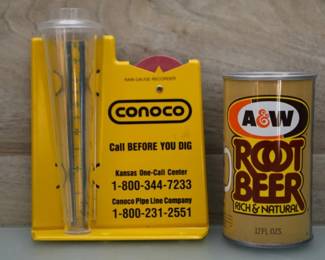 RAIN GAUGE RECORDER
CONOCO
Call BEFORE YOU DIG
Kansas One-Call Center
1-800-344-7233
Conoco Pipe Line Company
1-800-231-2551
A&W
ROOT
BEER
RICH & NATURAL
12 FL. OZS.